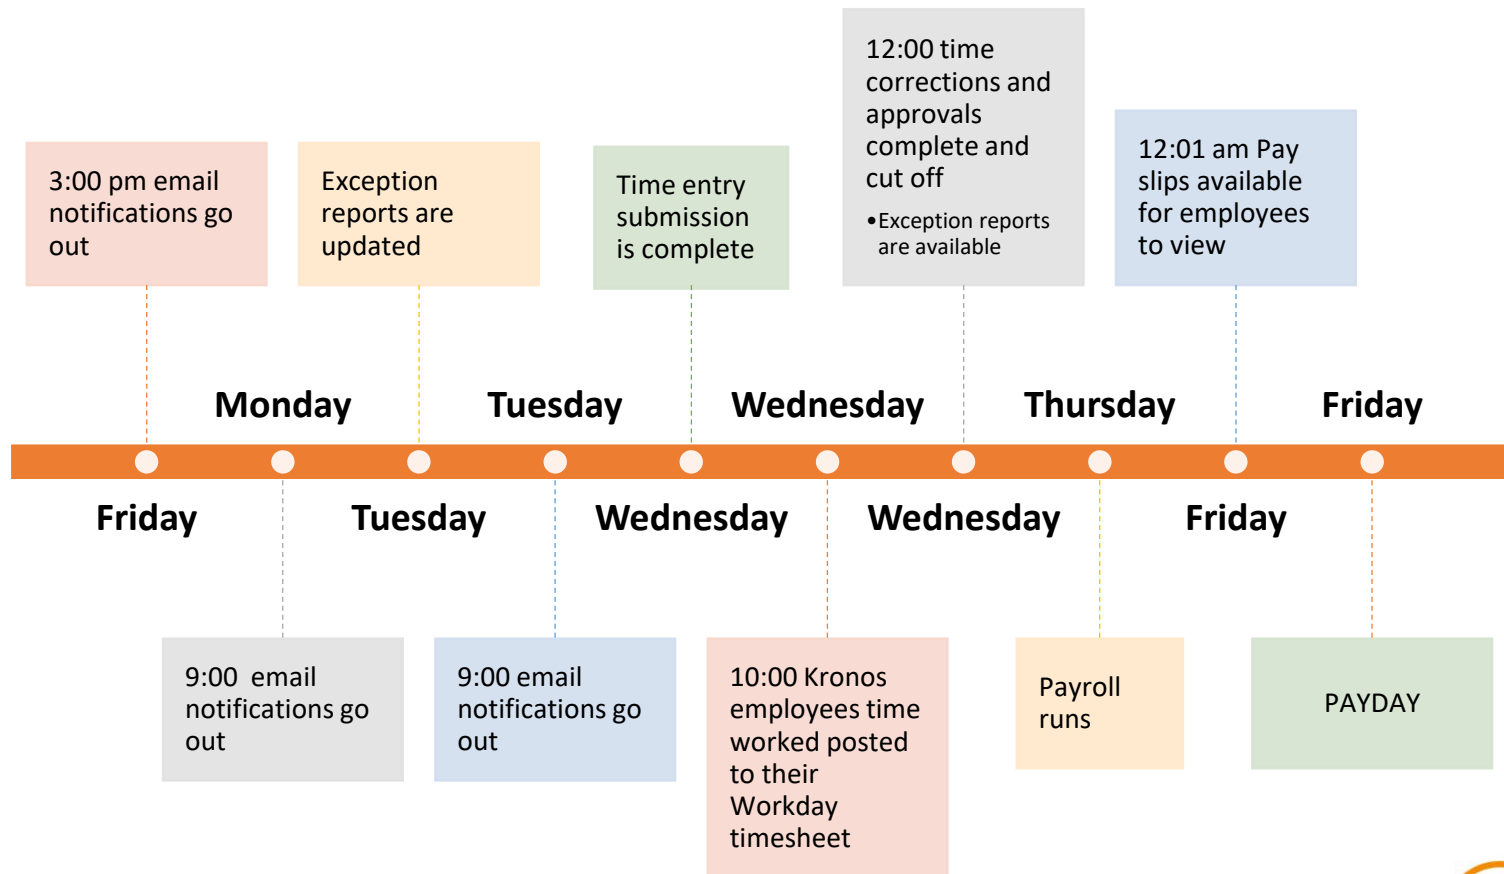 3:00 pm email
notifications go
out
Exception
reports are
updated
Time entry
submission
is complete
12:00 time
corrections and
approvals
complete and
cut off
•Exception reports
are available
12:01 am Pay
slips available
for employees
to view
Monday
Tuesday
Wednesday
Thursday
Friday
Friday
Tuesday
Wednesday
Wednesday
Friday
9:00  email
notifications go
out
9:00 email
notifications go
out
10:00 Kronos
employees time
worked posted
to their
Workday
timesheet
Payroll
runs
PAYDAY